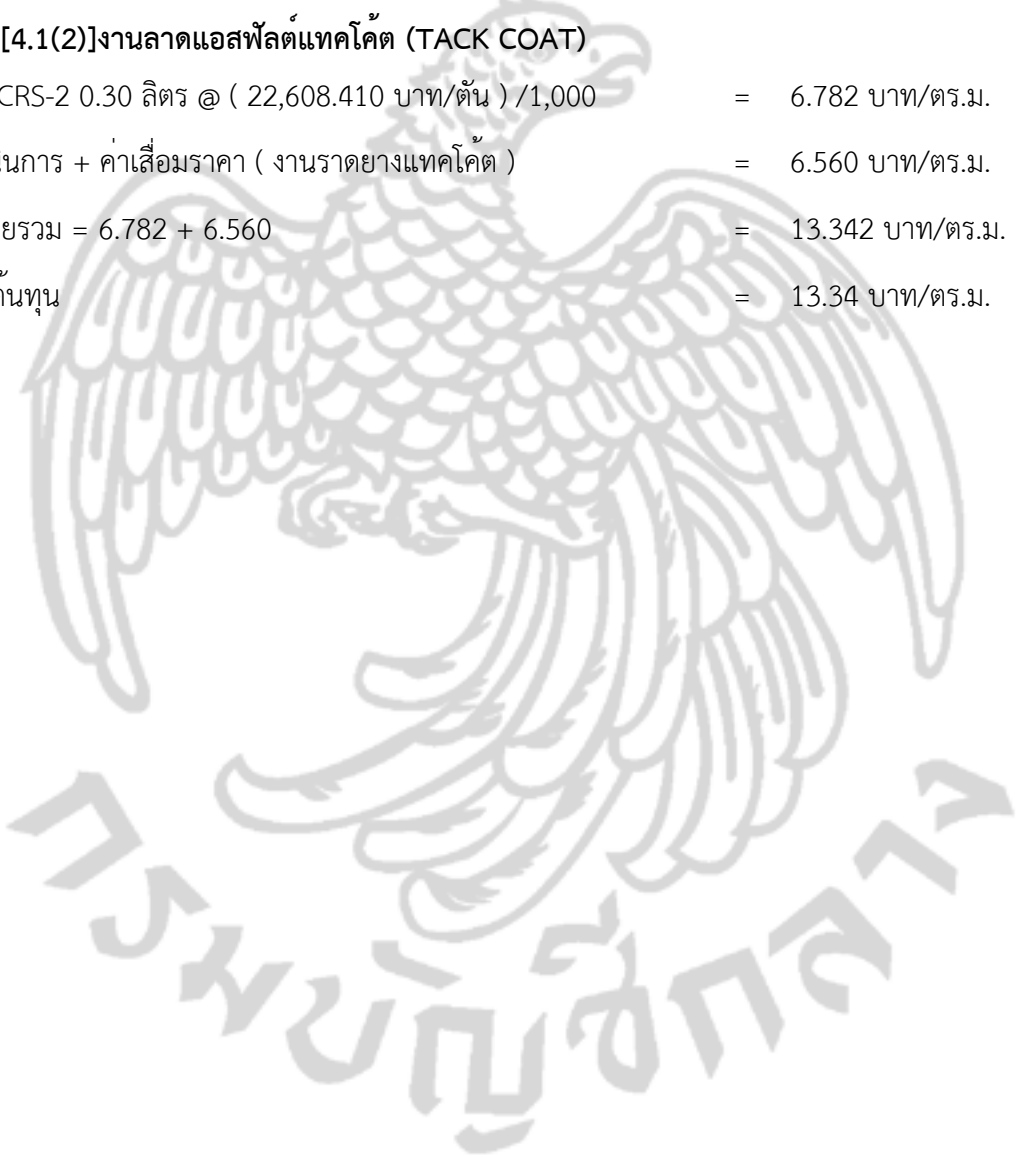 [4.1(2)]งานลาดแอสฟัลต์แทคโค้ต (TACK COAT)
CRS-2 0.30 ลิตร @ ( 22,608.410 บาท/ตัน ) /1,000 = 6.782 บาท/ตร.ม.
นินการ + ค่าเสื่อมราคา ( งานราดยางแทคโค้ต ) = 6.560 บาท/ตร.ม.
ยรวม = 6.782 + 6.560 = 13.342 บาท/ตร.ม.
ต้นทุน = 13.34 บาท/ตร.ม.
กรมบัญชีกลาง